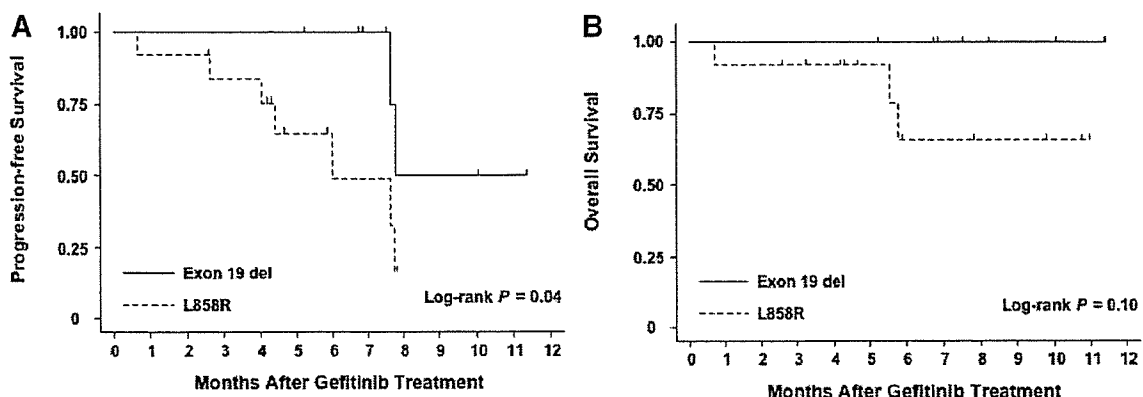 A
Progression-free Survival
1.00
0.75
0.50
0.25
0
Exon 19 del
L858R
Log-rank P = 0.04
0 1 2 3 4 5 6 7 8 9 10 11 12
Months After Gefitinib Treatment
B
Overall Survival
1.00
0.75
0.50
0.25
0
Exon 19 del
L858R
Log-rank P = 0.10
0 1 2 3 4 5 6 7 8 9 10 11 12
Months After Gefitinib Treatment